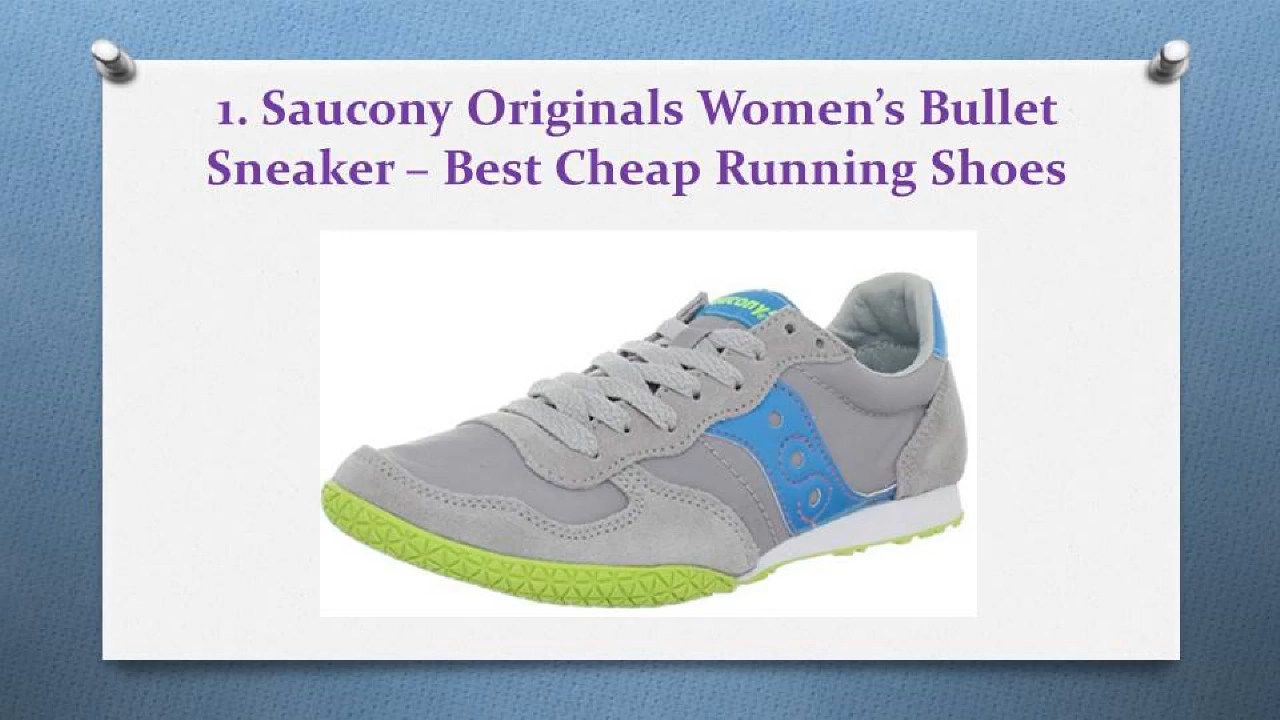 1. Saucony Originals Women’s Bullet
Sneaker – Best Cheap Running Shoes